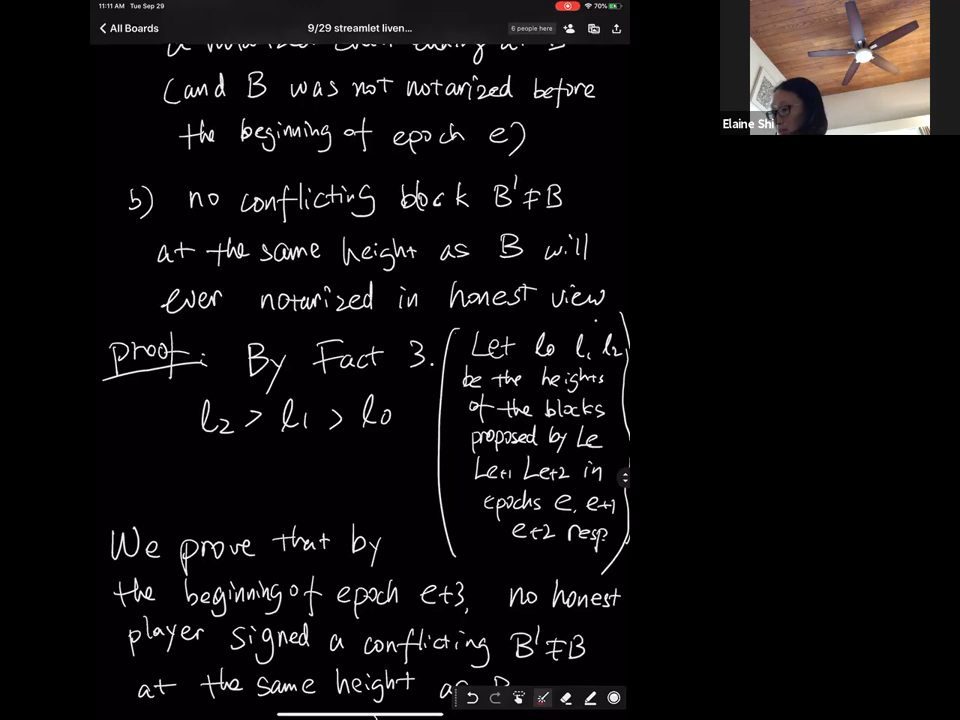 11:11 AM Tue Sep 29
70%
All Boards
9/29 streamlet liven...
6 people here
Elaine Shi
(and B was not notarized before
the beginning of epoch e)
b) no conflicting block B' ≠ B
at the same height as B will
ever notarized in honest view
proof: By Fact 3.
l2 > l1 > l0
(Let l0 l1 l2
be the heights
of the blocks
proposed by Le
Le+1 Le+2 in
epochs e, e+1
e+2 resp)
We prove that by
the beginning of epoch e+3, no honest
player signed a conflicting B' ≠ B
at the same height as B